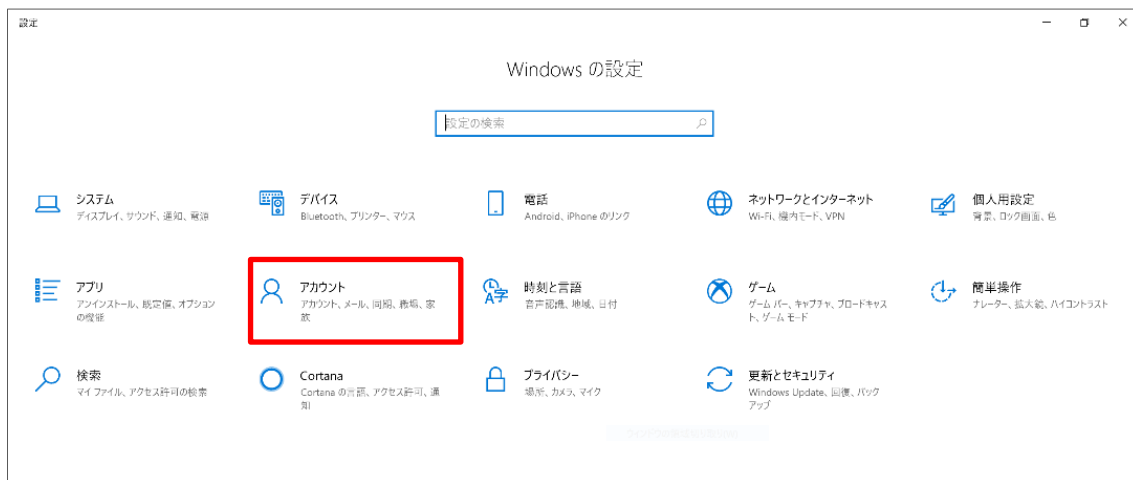 設定
Windows の設定
設定の検索
システム
ディスプレイ、サウンド、通知、電源
デバイス
Bluetooth、プリンター、マウス
電話
Android、iPhone のリンク
ネットワークとインターネット
Wi-Fi、機内モード、VPN
個人用設定
背景、ロック画面、色
アプリ
アンインストール、既定値、オプション
の機能
アカウント
アカウント、メール、同期、職場、家
族
時刻と言語
音声認識、地域、日付
ゲーム
ゲーム バー、キャプチャ、ブロードキャス
ト、ゲーム モード
簡単操作
ナレーター、拡大鏡、ハイコントラスト
検索
マイ ファイル、アクセス許可の検索
Cortana
Cortana の言語、アクセス許可、通
知
プライバシー
場所、カメラ、マイク
更新とセキュリティ
Windows Update、回復、バック
アップ